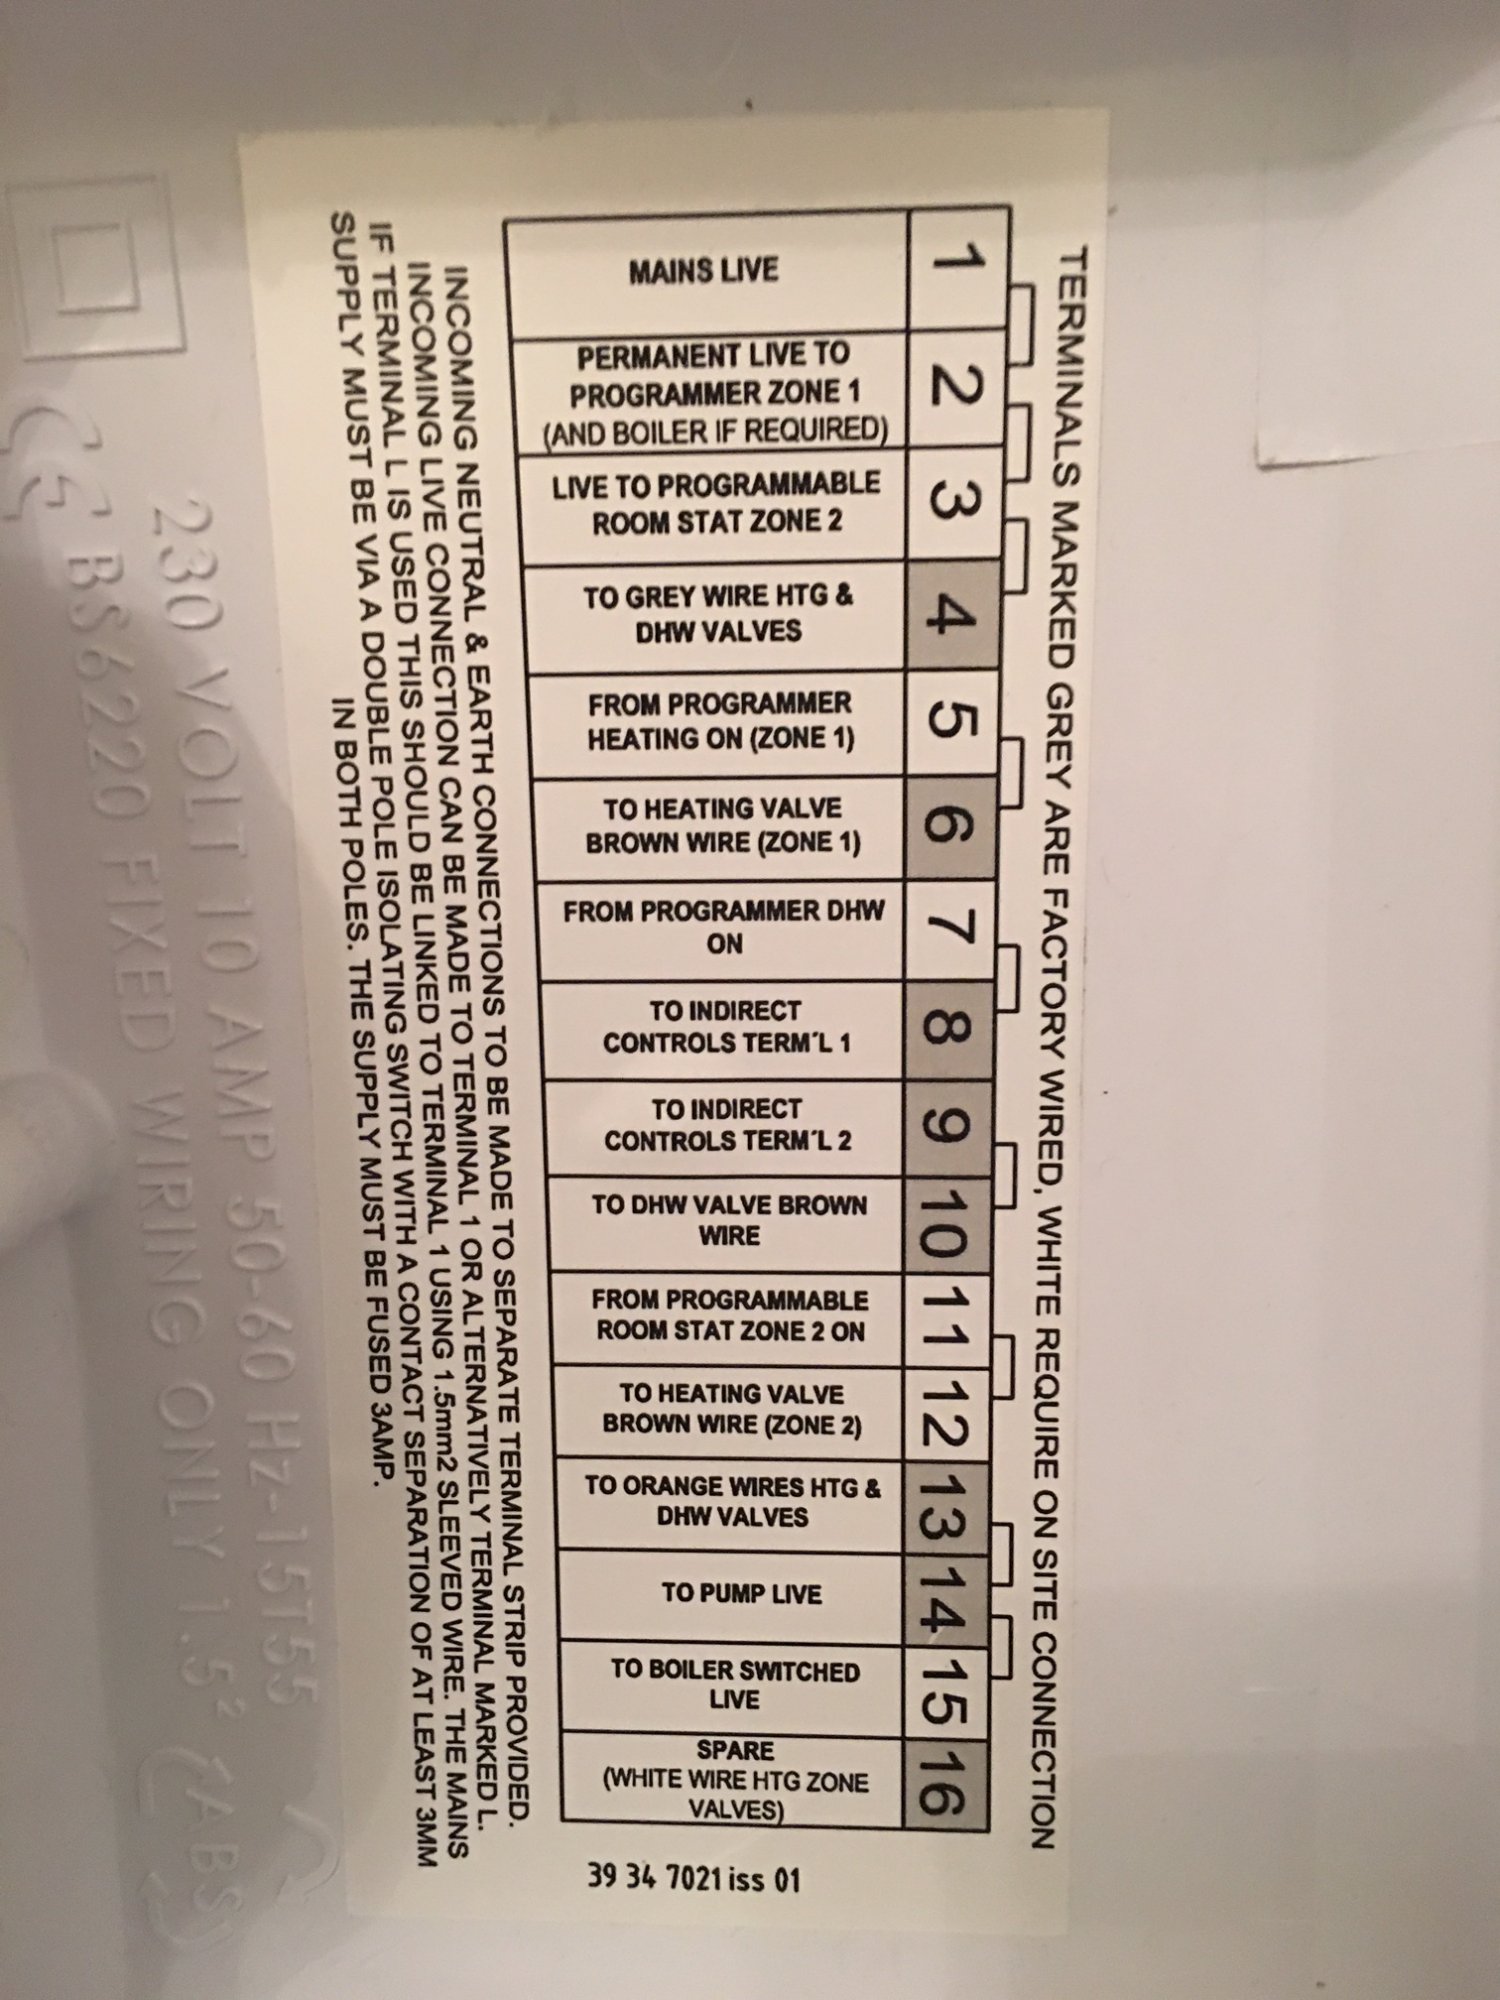 TERMINALS MARKED GREY ARE FACTORY WIRED, WHITE REQUIRE ON SITE CONNECTION
1
MAINS LIVE
2
PERMANENT LIVE TO
PROGRAMMER ZONE 1
(AND BOILER IF REQUIRED)
3
LIVE TO PROGRAMMABLE
ROOM STAT ZONE 2
4
TO GREY WIRE HTG &
DHW VALVES
5
FROM PROGRAMMER
HEATING ON (ZONE 1)
6
TO HEATING VALVE
BROWN WIRE (ZONE 1)
7
FROM PROGRAMMER DHW
ON
8
TO INDIRECT
CONTROLS TERM'L 1
9
TO INDIRECT
CONTROLS TERM'L 2
10
TO DHW VALVE BROWN
WIRE
11
FROM PROGRAMMABLE
ROOM STAT ZONE 2 ON
12
TO HEATING VALVE
BROWN WIRE (ZONE 2)
13
TO ORANGE WIRES HTG &
DHW VALVES
14
TO PUMP LIVE
15
TO BOILER SWITCHED
LIVE
16
SPARE
(WHITE WIRE HTG ZONE
VALVES)
INCOMING NEUTRAL & EARTH CONNECTIONS TO BE MADE TO SEPARATE TERMINAL STRIP PROVIDED.
INCOMING LIVE CONNECTION CAN BE MADE TO TERMINAL 1 OR ALTERNATIVELY TERMINAL MARKED L.
IF TERMINAL L IS USED THIS SHOULD BE LINKED TO TERMINAL 1 USING 1.5mm2 SLEEVED WIRE. THE MAINS
SUPPLY MUST BE VIA A DOUBLE POLE ISOLATING SWITCH WITH A CONTACT SEPARATION OF AT LEAST 3MM
IN BOTH POLES. THE SUPPLY MUST BE FUSED 3AMP.
39 34 7021 iss 01
230 VOLT 10 AMP 50-60 Hz-15T55
CE BS6220 FIXED WIRING ONLY 1.5² ABS